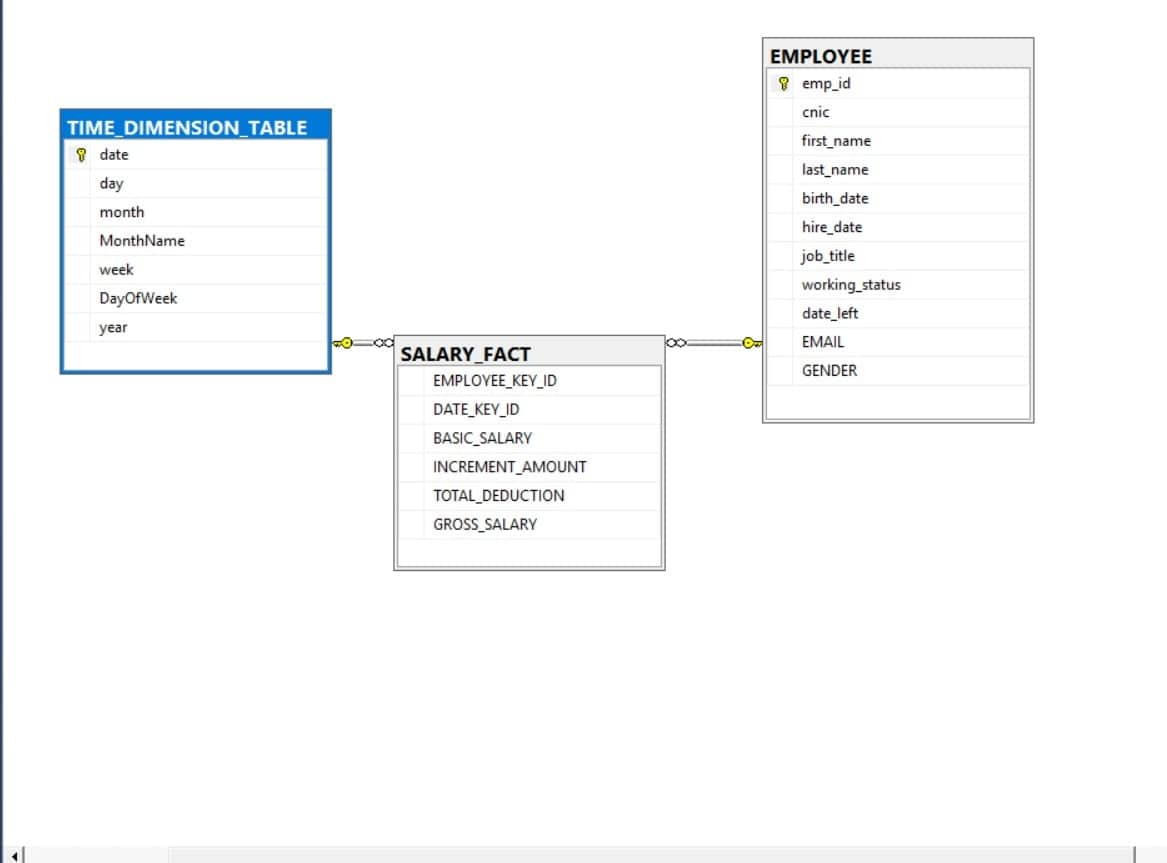 TIME_DIMENSION_TABLE
date
day
month
MonthName
week
DayOfWeek
year
SALARY_FACT
EMPLOYEE_KEY_ID
DATE_KEY_ID
BASIC_SALARY
INCREMENT_AMOUNT
TOTAL_DEDUCTION
GROSS_SALARY
EMPLOYEE
emp_id
cnic
first_name
last_name
birth_date
hire_date
job_title
working_status
date_left
EMAIL
GENDER